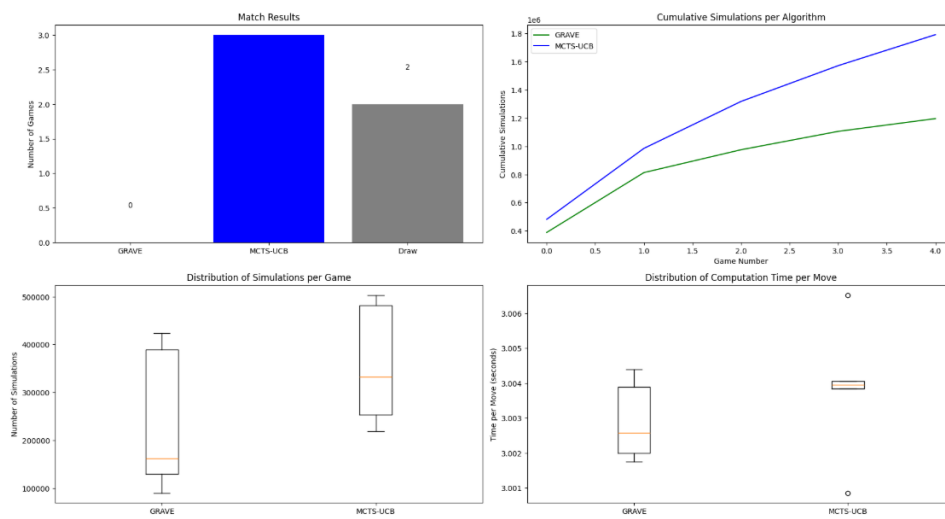 Match Results
Number of Games
3.0
2.5
2.0
1.5
1.0
0.5
0.0
0
2
GRAVE
MCTS-UCB
Draw
Cumulative Simulations per Algorithm
1e6
GRAVE
MCTS-UCB
Cumulative Simulations
1.8
1.6
1.4
1.2
1.0
0.8
0.6
0.4
0.0
0.5
1.0
1.5
2.0
2.5
3.0
3.5
4.0
Game Number
Distribution of Simulations per Game
Number of Simulations
500000
400000
300000
200000
100000
GRAVE
MCTS-UCB
Distribution of Computation Time per Move
Time per Move (seconds)
3.006
3.005
3.004
3.003
3.002
3.001
GRAVE
MCTS-UCB